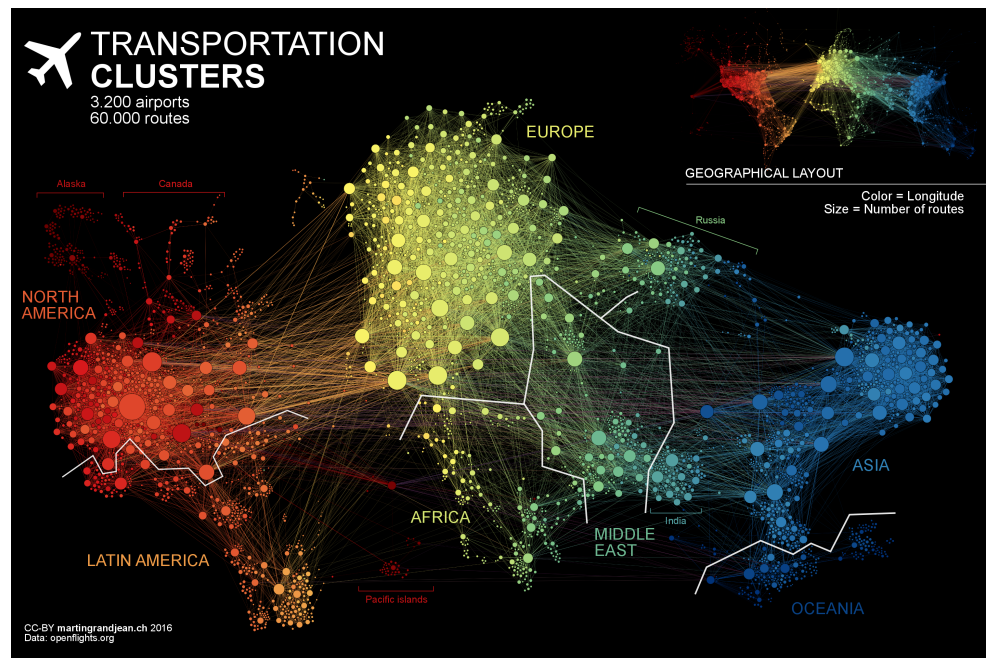 TRANSPORTATION
CLUSTERS
3.200 airports
60.000 routes
EUROPE
GEOGRAPHICAL LAYOUT
Color = Longitude
Size = Number of routes
Alaska
Canada
Russia
NORTH
AMERICA
ASIA
AFRICA
India
MIDDLE
EAST
LATIN AMERICA
Pacific islands
OCEANIA
CC-BY martingrandjean.ch 2016
Data: openflights.org